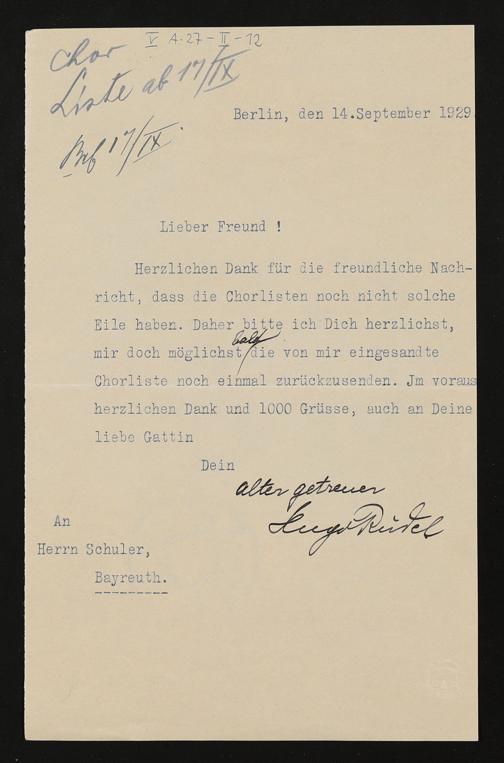 V A-27-II-12
Chor
Liste ab 17/IX
17/IX.
Berlin, den 14.September 1929.
Lieber Freund !
Herzlichen Dank für die freundliche Nach-
richt, dass die Chorlisten noch nicht solche
Eile haben. Daher bitte ich Dich herzlichst,
mir doch möglichst bald die von mir eingesandte
Chorliste noch einmal zurückzusenden. Jm voraus
herzlichen Dank und 1000 Grüsse, auch an Deine
liebe Gattin
Dein
alter getreuer
Hugo Rüdel
An
Herrn Schuler,
Bayreuth.